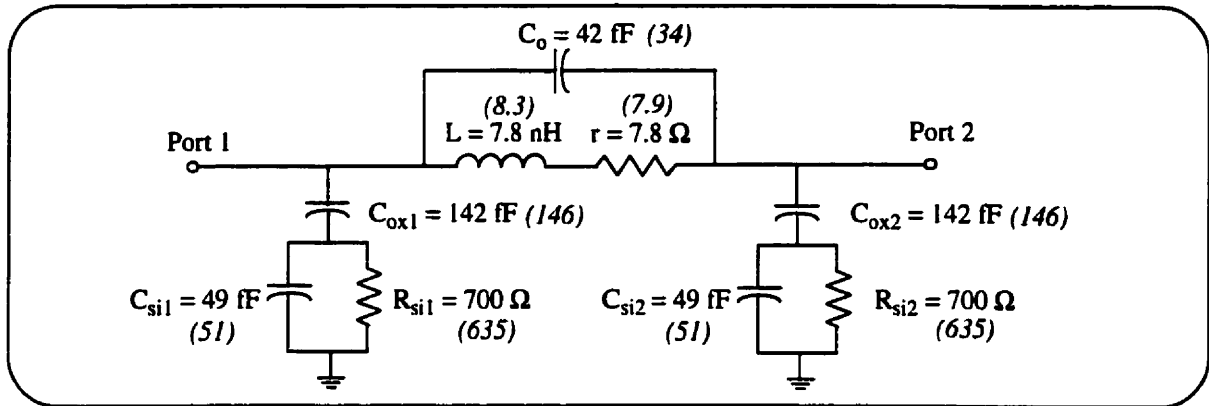 C_o = 42 fF (34)
(8.3) (7.9)
L = 7.8 nH r = 7.8 Ω
Port 1 Port 2
C_ox1 = 142 fF (146) C_ox2 = 142 fF (146)
C_si1 = 49 fF R_si1 = 700 Ω C_si2 = 49 fF R_si2 = 700 Ω
(51) (635) (51) (635)